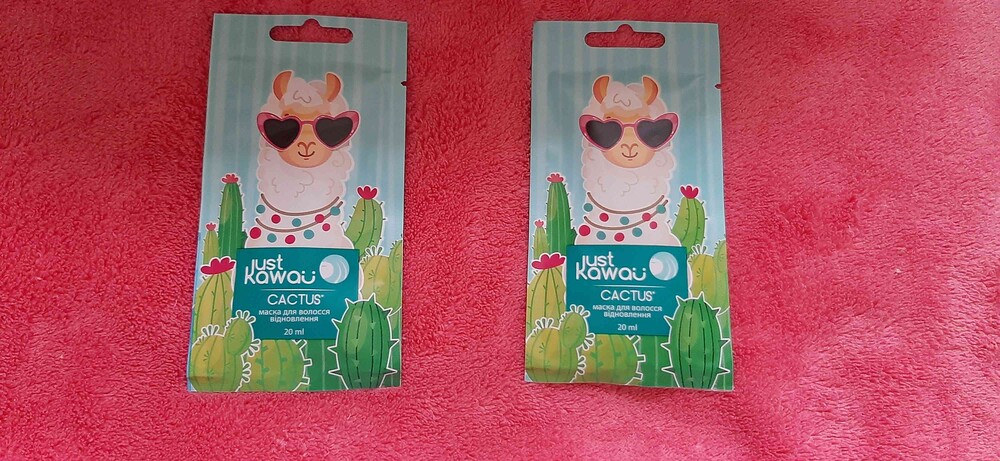 Just
Kawaii
CACTUS*
маска для волосся
відновлення
20 ml
Just
Kawaii
CACTUS*
маска для волосся
відновлення
20 ml